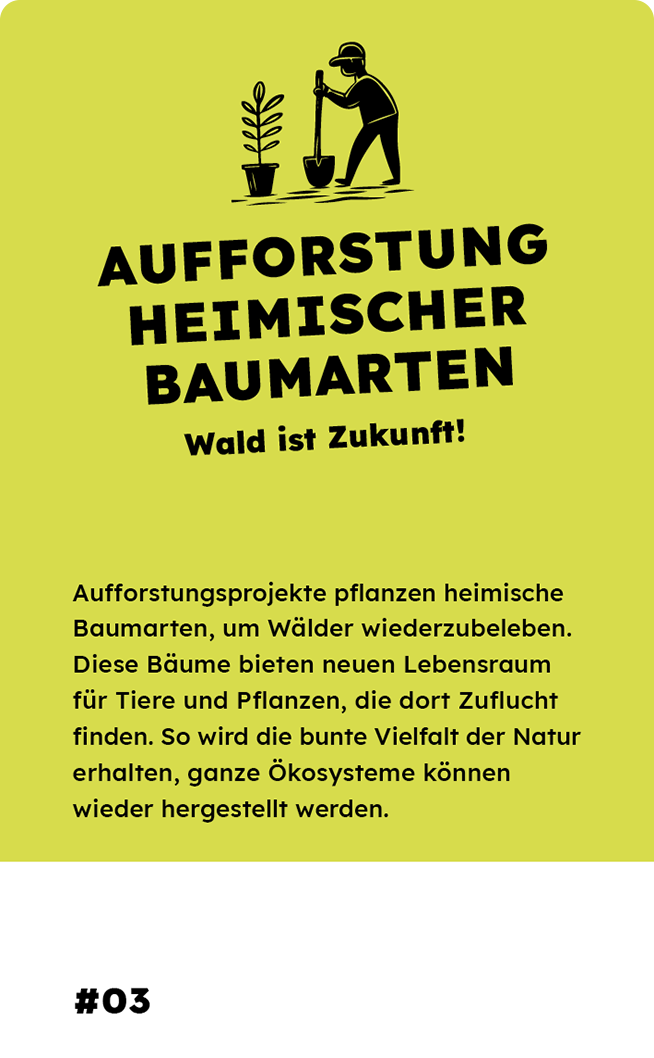 AUFFORSTUNG
HEIMISCHER
BAUMARTEN
Wald ist Zukunft!
Aufforstungsprojekte pflanzen heimische
Baumarten, um Wälder wiederzubeleben.
Diese Bäume bieten neuen Lebensraum
für Tiere und Pflanzen, die dort Zuflucht
finden. So wird die bunte Vielfalt der Natur
erhalten, ganze Ökosysteme können
wieder hergestellt werden.
#03